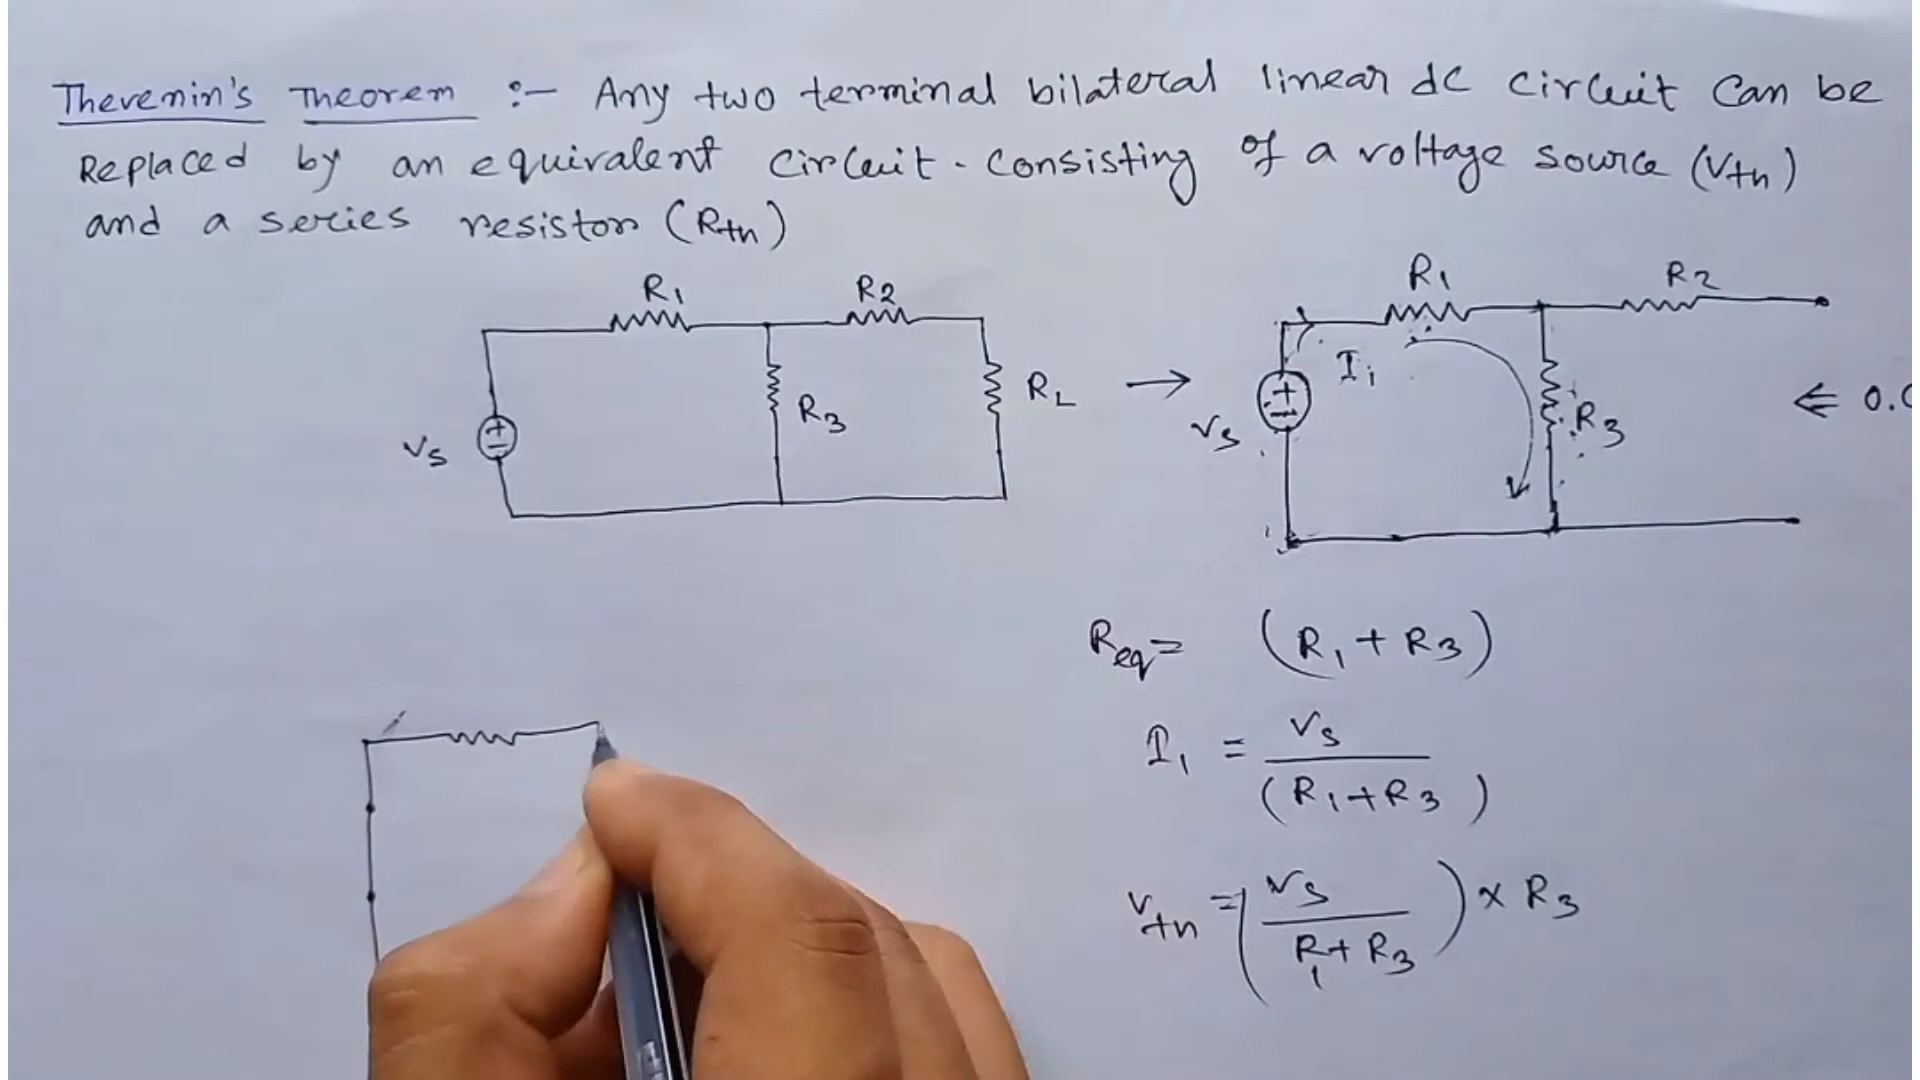 Thevenin's Theorem :- Any two terminal bilateral linear dc circuit can be
Replaced by an equivalent circuit - consisting of a voltage source (Vth)
and a series resistor (Rth)
R1 R2
R3
RL
Vs
→
R1 R2
I1
Vs
R3
⇐ 0.C
Req = (R1 + R3)
I1 = Vs / (R1+R3)
Vth = (Vs / R1 + R3) × R3